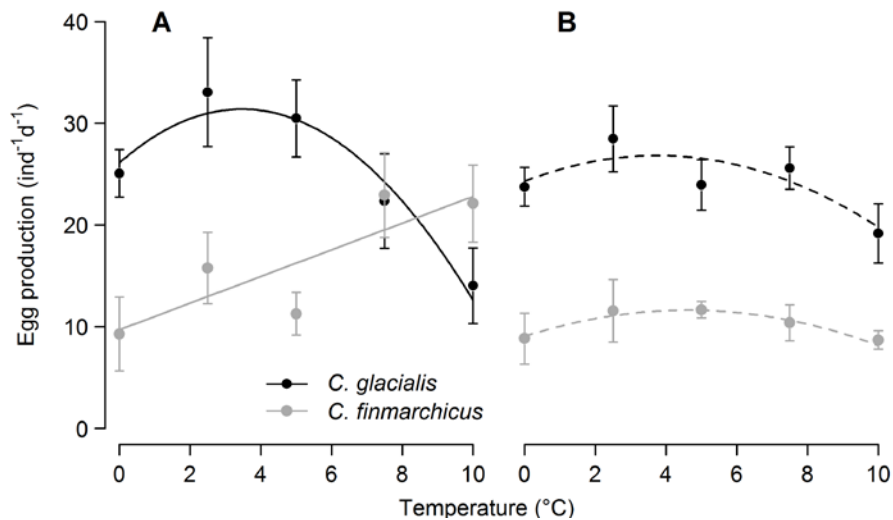 A
B
Egg production (ind⁻¹d⁻¹)
40
30
20
10
0
C. glacialis
C. finmarchicus
0 2 4 6 8 10
0 2 4 6 8 10
Temperature (°C)